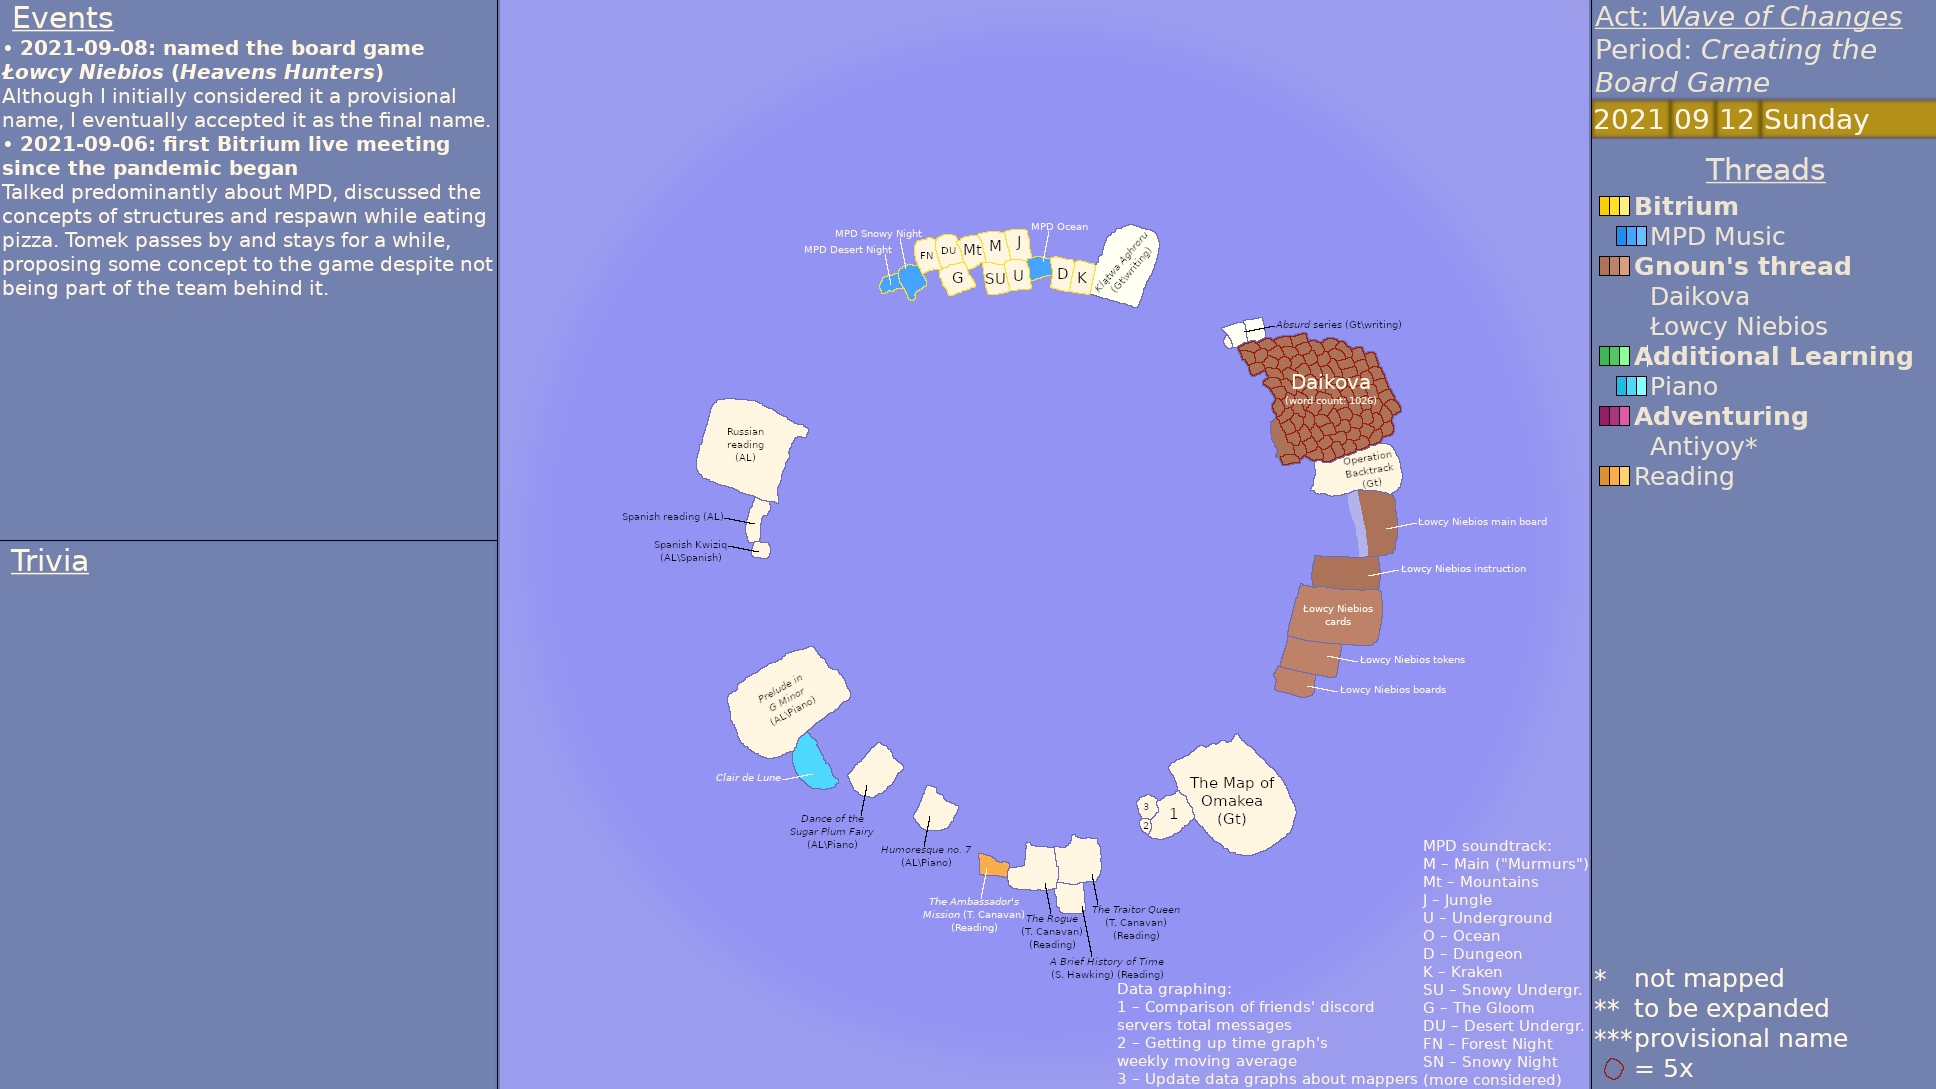 Events
• 2021-09-08: named the board game
Łowcy Niebios (Heavens Hunters)
Although I initially considered it a provisional
name, I eventually accepted it as the final name.
• 2021-09-06: first Bitrium live meeting
since the pandemic began
Talked predominantly about MPD, discussed the
concepts of structures and respawn while eating
pizza. Tomek passes by and stays for a while,
proposing some concept to the game despite not
being part of the team behind it.
Trivia
MPD Snowy Night
MPD Desert Night
MPD Ocean
FN
DU
Mt
M
J
G
SU
U
D
K
Klątwa Aghroru
(Gt\writing)
Absurd series (Gt\writing)
Daikova
(word count: 1026)
Operation
Backtrack
(Gt)
Łowcy Niebios main board
Łowcy Niebios instruction
Łowcy Niebios
cards
Łowcy Niebios tokens
Łowcy Niebios boards
Russian
reading
(AL)
Spanish reading (AL)
Spanish Kwiziq
(AL\Spanish)
Prelude in
G Minor
(AL\Piano)
Clair de Lune
Dance of the
Sugar Plum Fairy
(AL\Piano)
Humoresque no. 7
(AL\Piano)
The Ambassador's
Mission (T. Canavan)
(Reading)
The Rogue
(T. Canavan)
(Reading)
The Traitor Queen
(T. Canavan)
(Reading)
A Brief History of Time
(S. Hawking) (Reading)
The Map of
Omakea
(Gt)
3
2
1
Data graphing:
1 – Comparison of friends' discord
servers total messages
2 – Getting up time graph's
weekly moving average
3 – Update data graphs about mappers
MPD soundtrack:
M – Main ("Murmurs")
Mt – Mountains
J – Jungle
U – Underground
O – Ocean
D – Dungeon
K – Kraken
SU – Snowy Undergr.
G – The Gloom
DU – Desert Undergr.
FN – Forest Night
SN – Snowy Night
(more considered)
Act: Wave of Changes
Period: Creating the
Board Game
2021 09 12 Sunday
Threads
Bitrium
MPD Music
Gnoun's thread
Daikova
Łowcy Niebios
Additional Learning
Piano
Adventuring
Antiyoy*
Reading
* not mapped
** to be expanded
*** provisional name
= 5x